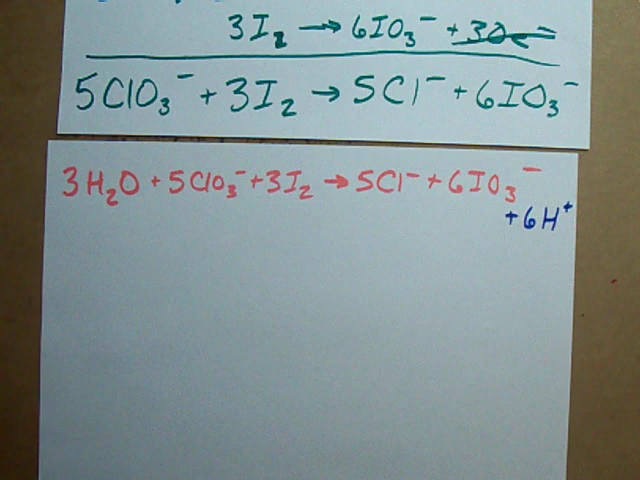 3I₂ → 6IO₃⁻ + 30e⁻
5ClO₃⁻ + 3I₂ → 5Cl⁻ + 6IO₃⁻
3H₂O + 5ClO₃⁻ + 3I₂ → 5Cl⁻ + 6IO₃⁻
+ 6H⁺